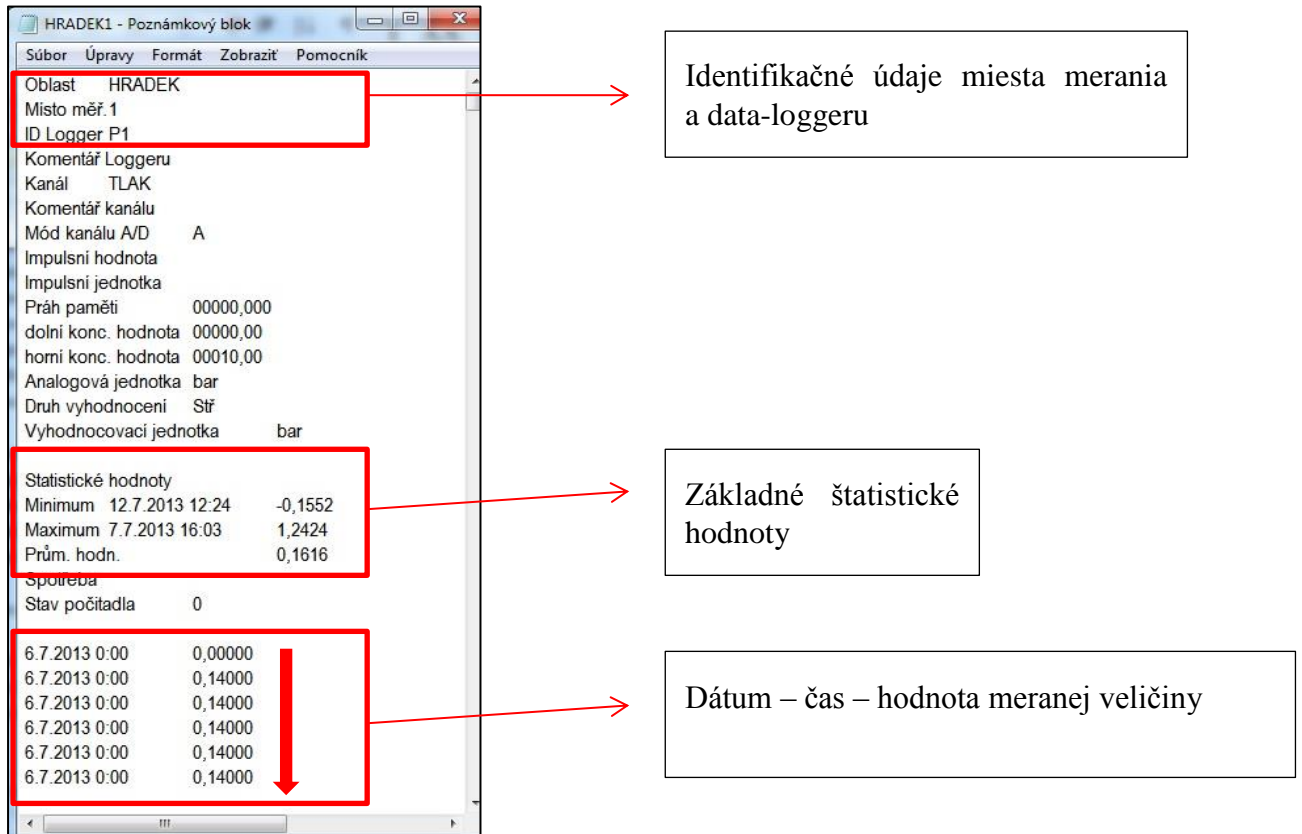 HRADEK1 - Poznámkový blok
Súbor Úpravy Formát Zobraziť Pomocník
Oblast HRADEK
Misto měř. 1
ID Logger P1
Komentář Loggeru
Kanál TLAK
Komentář kanálu
Mód kanálu A/D A
Impulsní hodnota
Impulsní jednotka
Práh paměti 00000,000
dolní konc. hodnota 00000,00
horní konc. hodnota 00010,00
Analogová jednotka bar
Druh vyhodnocení Stř
Vyhodnocovací jednotka bar
Statistické hodnoty
Minimum 12.7.2013 12:24 -0,1552
Maximum 7.7.2013 16:03 1,2424
Prům. hodn. 0,1616
Spotřeba
Stav počitadla 0
6.7.2013 0:00 0,00000
6.7.2013 0:00 0,14000
6.7.2013 0:00 0,14000
6.7.2013 0:00 0,14000
6.7.2013 0:00 0,14000
6.7.2013 0:00 0,14000
Identifikačné údaje miesta merania
a data-loggeru
Základné štatistické
hodnoty
Dátum – čas – hodnota meranej veličiny